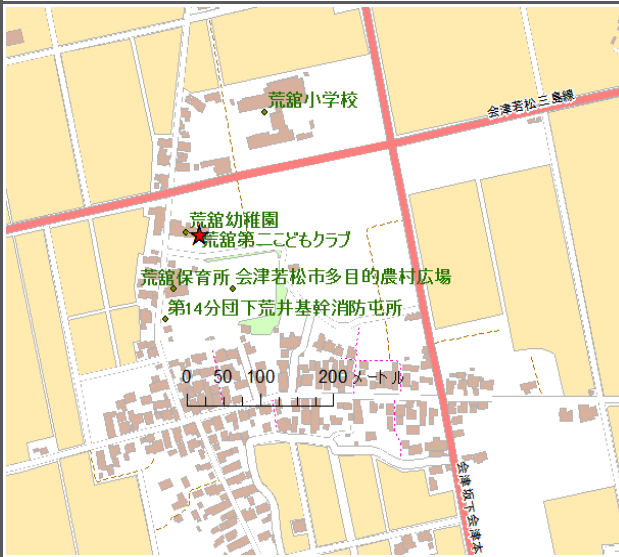 荒舘小学校
会津若松三島線
荒舘幼稚園
荒舘第二こどもクラブ
荒舘保育所
会津若松市多目的農村広場
第14分団下荒井基幹消防屯所
0 50 100 200 メートル
会津坂下会津本